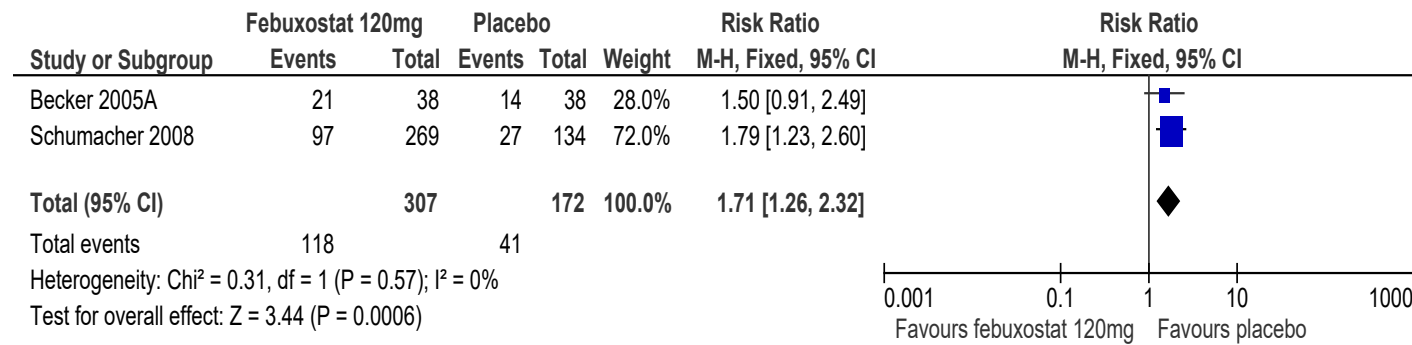 Febuxostat 120mg Placebo Risk Ratio Risk Ratio
Study or Subgroup Events Total Events Total Weight M-H, Fixed, 95% CI M-H, Fixed, 95% CI
Becker 2005A 21 38 14 38 28.0% 1.50 [0.91, 2.49]
Schumacher 2008 97 269 27 134 72.0% 1.79 [1.23, 2.60]
Total (95% CI) 307 172 100.0% 1.71 [1.26, 2.32]
Total events 118 41
Heterogeneity: Chi² = 0.31, df = 1 (P = 0.57); I² = 0%
Test for overall effect: Z = 3.44 (P = 0.0006)
0.001 0.1 1 10 1000
Favours febuxostat 120mg Favours placebo